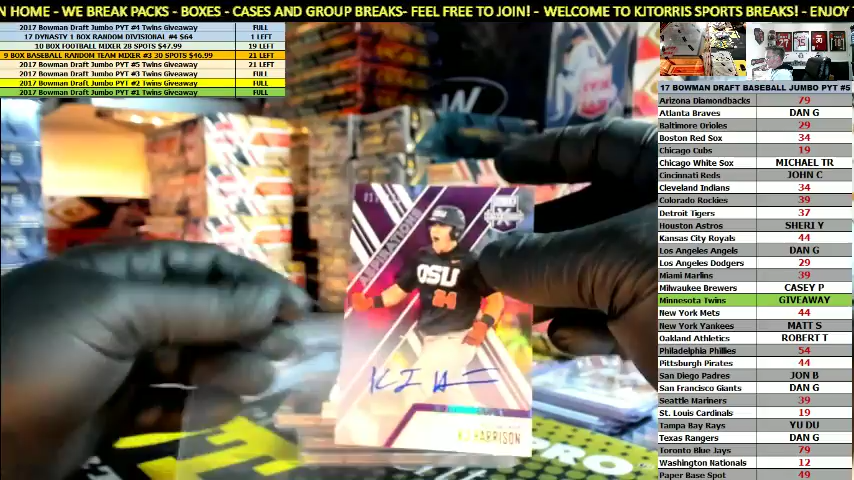 N HOME - WE BREAK PACKS - BOXES - CASES AND GROUP BREAKS- FEEL FREE TO JOIN! - WELCOME TO KITORRIS SPORTS BREAKS! - ENJOY
2017 Bowman Draft Jumbo PYT #4 Twins Giveaway FULL
17 DYNASTY 1 BOX RANDOM DIVISIONAL #4 $64 1 LEFT
10 BOX FOOTBALL MIXER 28 SPOTS $47.99 19 LEFT
9 BOX BASEBALL RANDOM TEAM MIXER #3 30 SPOTS $46.99 21 LEFT
2017 Bowman Draft Jumbo PYT #5 Twins Giveaway 21 LEFT
2017 Bowman Draft Jumbo PYT #3 Twins Giveaway FULL
2017 Bowman Draft Jumbo PYT #2 Twins Giveaway FULL
2017 Bowman Draft Jumbo PYT #1 Twins Giveaway FULL
17 BOWMAN DRAFT BASEBALL JUMBO PYT #5
Arizona Diamondbacks 79
Atlanta Braves DAN G
Baltimore Orioles 29
Boston Red Sox 34
Chicago Cubs 19
Chicago White Sox MICHAEL TR
Cincinnati Reds JOHN C
Cleveland Indians 34
Colorado Rockies 39
Detroit Tigers 37
Houston Astros SHERI Y
Kansas City Royals 44
Los Angeles Angels DAN G
Los Angeles Dodgers 29
Miami Marlins 39
Milwaukee Brewers CASEY P
Minnesota Twins GIVEAWAY
New York Mets 44
New York Yankees MATT S
Oakland Athletics ROBERT T
Philadelphia Phillies 54
Pittsburgh Pirates 44
San Diego Padres JON B
San Francisco Giants DAN G
Seattle Mariners 39
St. Louis Cardinals 19
Tampa Bay Rays YU DU
Texas Rangers DAN G
Toronto Blue Jays 79
Washington Nationals 12
Paper Base Spot 49
ASPIRATIONS
OSU
24
KJ HARRISON
PRO